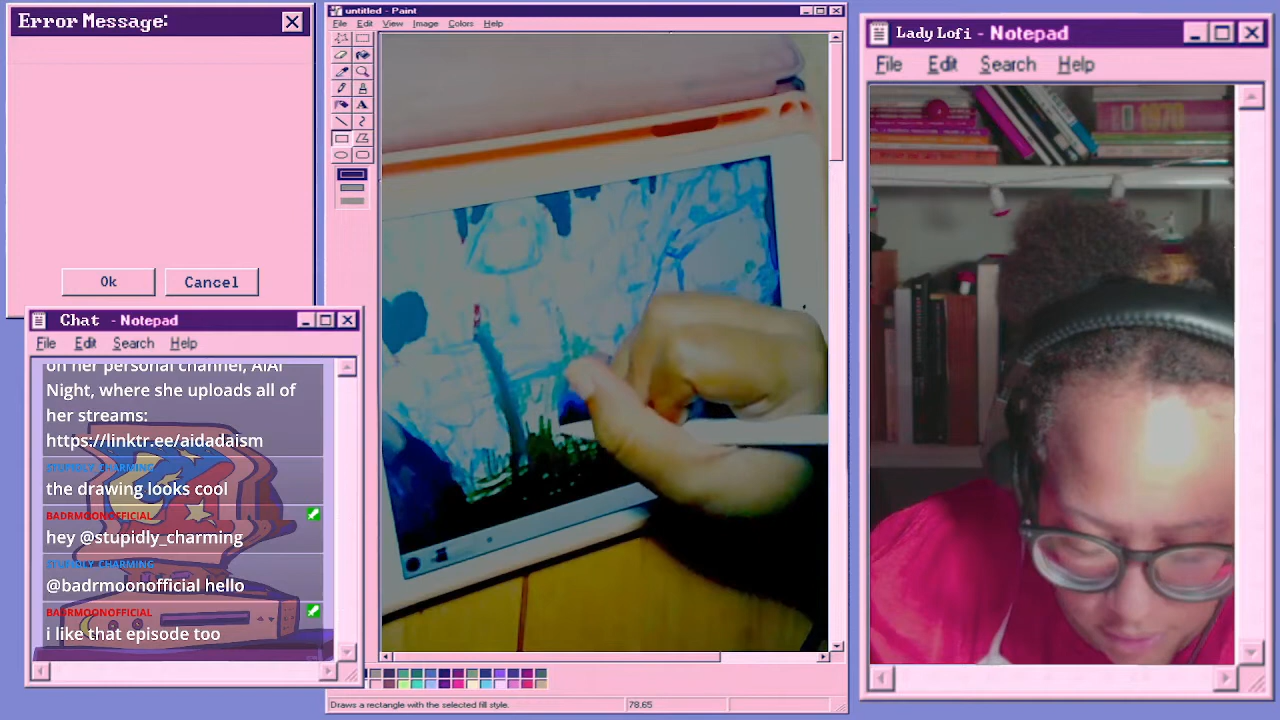 Error Message:
Ok
Cancel
untitled - Paint
File Edit View Image Colors Help
Draws a rectangle with the selected fill style.
78,65
Lady Lofi - Notepad
File Edit Search Help
1970
Chat - Notepad
File Edit Search Help
on her personal channel, AIAI
Night, where she uploads all of
her streams:
https://linktr.ee/aidadaism
STUPIDLY_CHARMING
the drawing looks cool
BADRMOONOFFICIAL
hey @stupidly_charming
STUPIDLY_CHARMING
@badrmoonofficial hello
BADRMOONOFFICIAL
i like that episode too